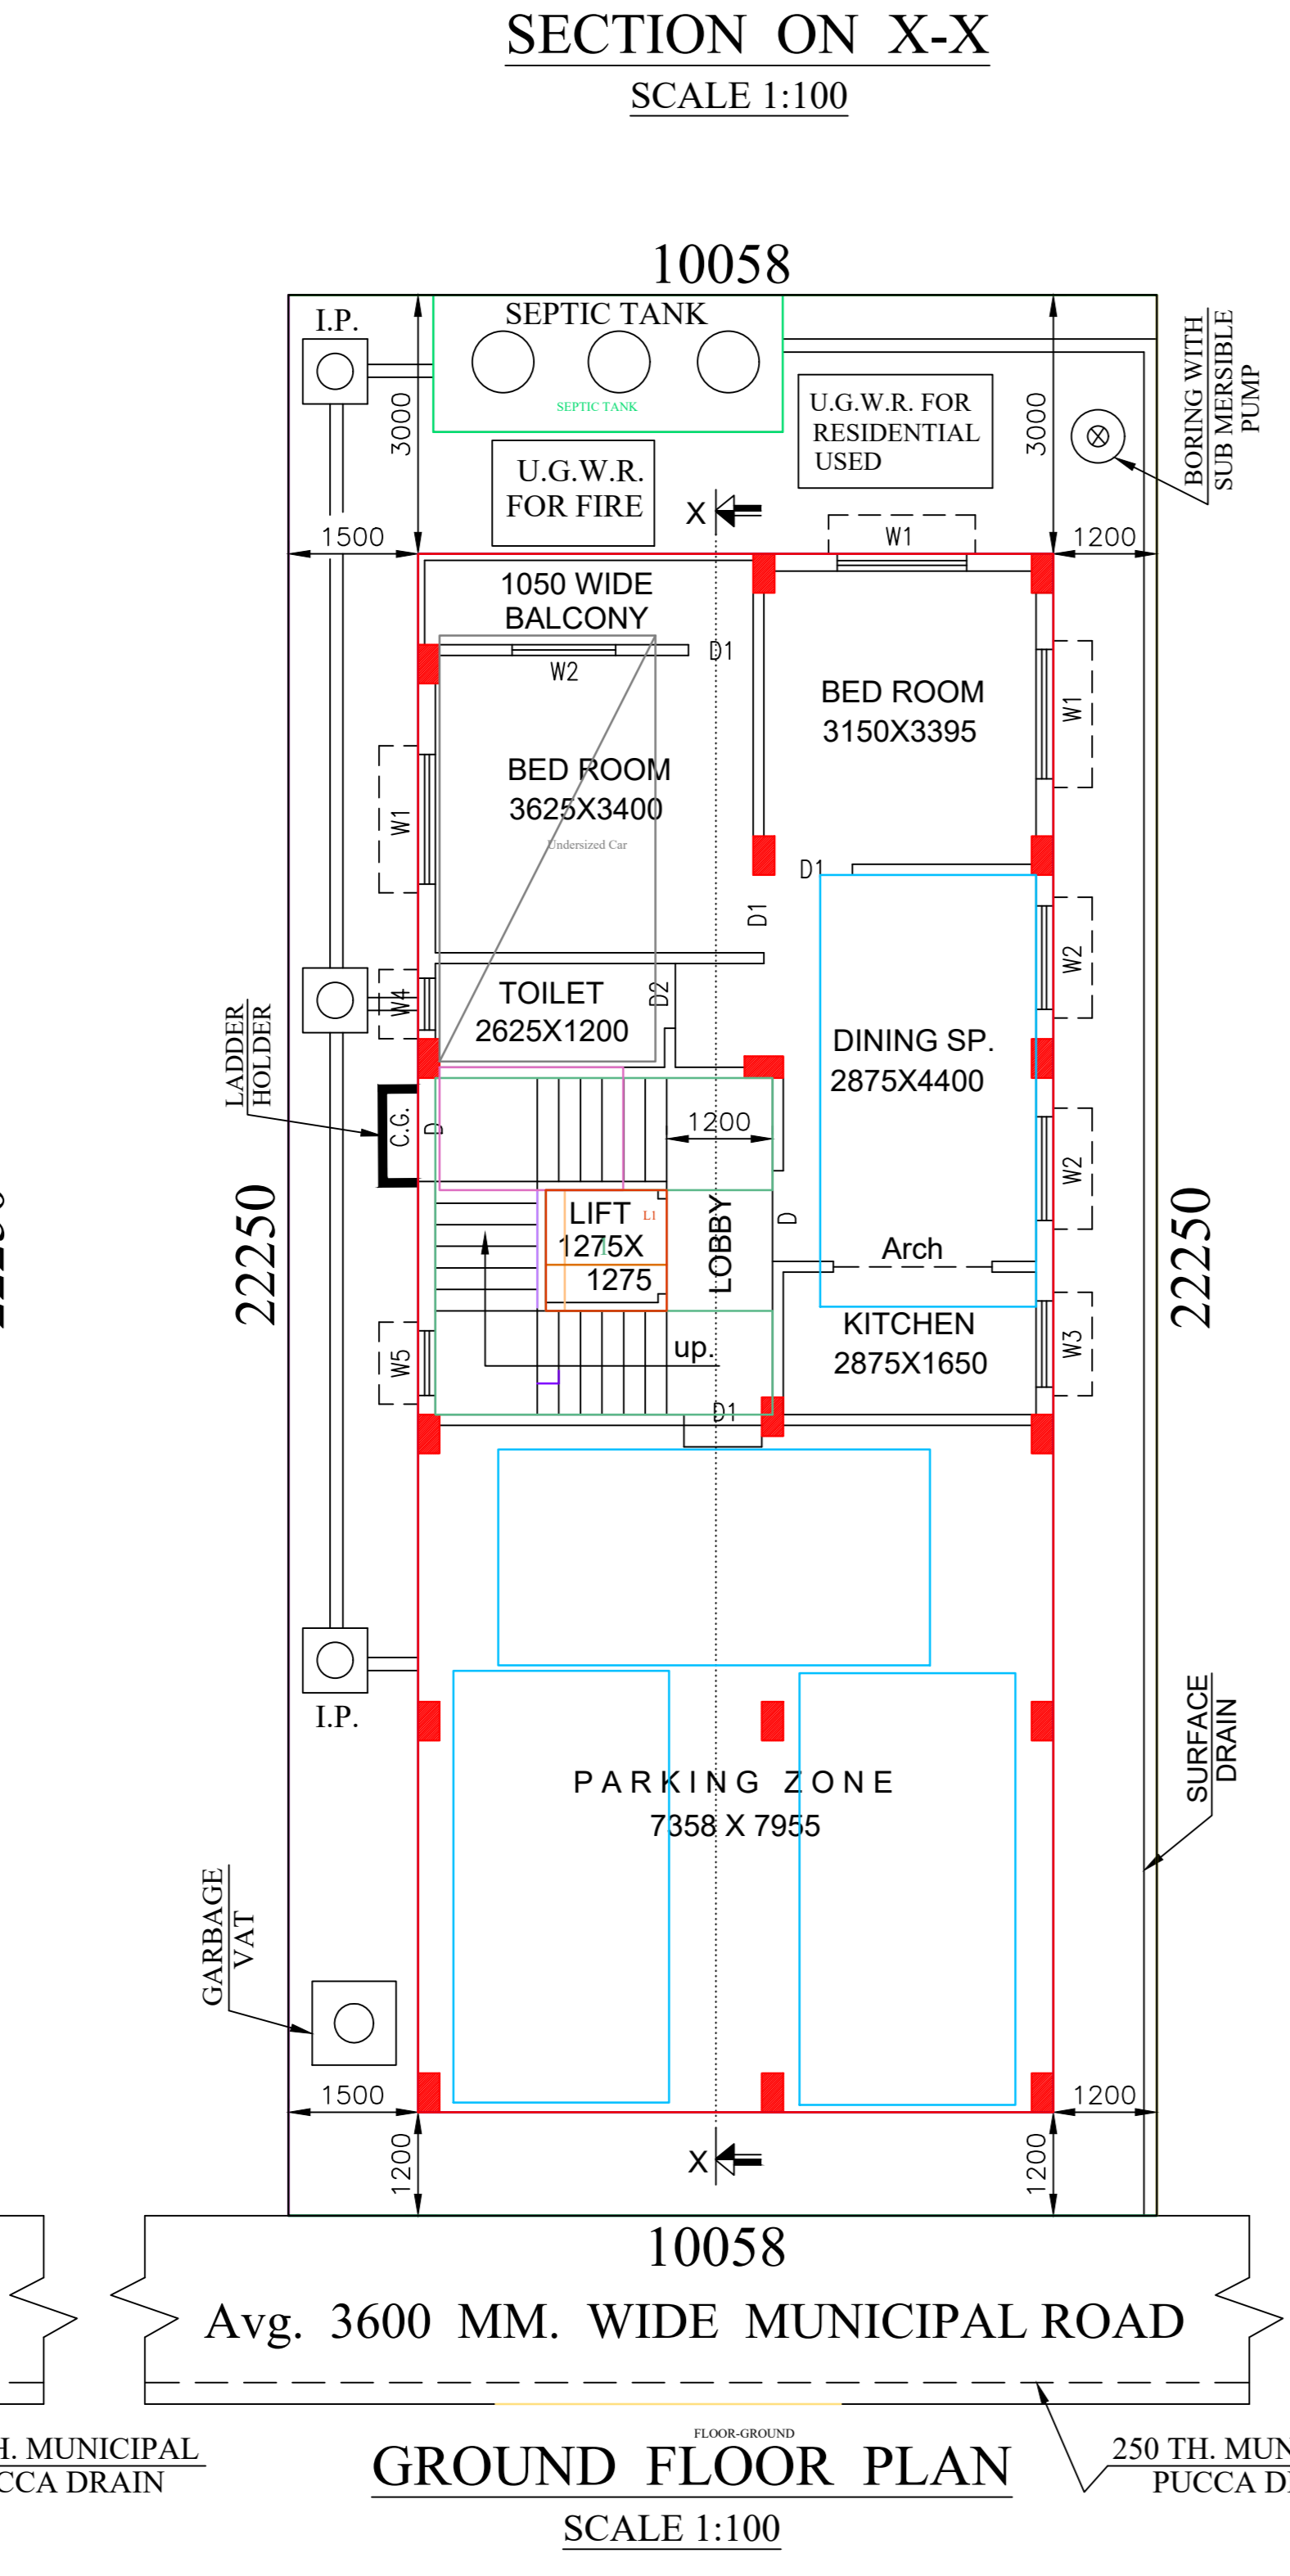 SECTION ON X-X
SCALE 1:100
10058
I.P.
SEPTIC TANK
SEPTIC TANK
3000
U.G.W.R. FOR
RESIDENTIAL
USED
3000
BORING WITH
SUB MERSIBLE
PUMP
U.G.W.R.
FOR FIRE
X
W1
1500
1200
1050 WIDE
BALCONY
W2
D1
BED ROOM
3150X3395
W1
BED ROOM
3625X3400
Undersized Car
W1
D1
D1
W2
TOILET
2625X1200
D2
W4
DINING SP.
2875X4400
LADDER
HOLDER
C.G.
D
1200
W2
22250
LIFT
L1
1275X
1275
LOBBY
D
Arch
22250
KITCHEN
2875X1650
W3
W5
up.
D1
I.P.
SURFACE
DRAIN
PARKING ZONE
7358 X 7955
GARBAGE
VAT
1500
1200
1200
X
1200
10058
Avg. 3600 MM. WIDE MUNICIPAL ROAD
FLOOR-GROUND
GROUND FLOOR PLAN
SCALE 1:100
MUNICIPAL
DRAIN
250 TH.
PUCCA